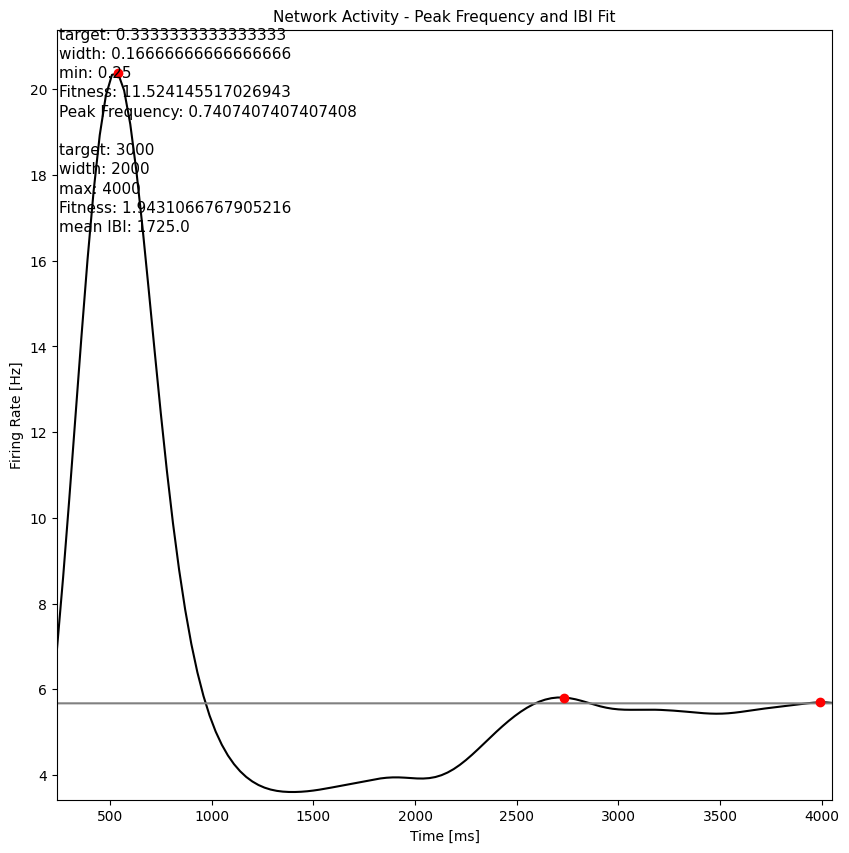 Network Activity - Peak Frequency and IBI Fit
target: 0.3333333333333333
width: 0.16666666666666666
min: 0.25
Fitness: 11.524145517026943
Peak Frequency: 0.7407407407407408
target: 3000
width: 2000
max: 4000
Fitness: 1.9431066767905216
mean IBI: 1725.0
20
18
16
14
12
10
8
6
4
Firing Rate [Hz]
500 1000 1500 2000 2500 3000 3500 4000
Time [ms]